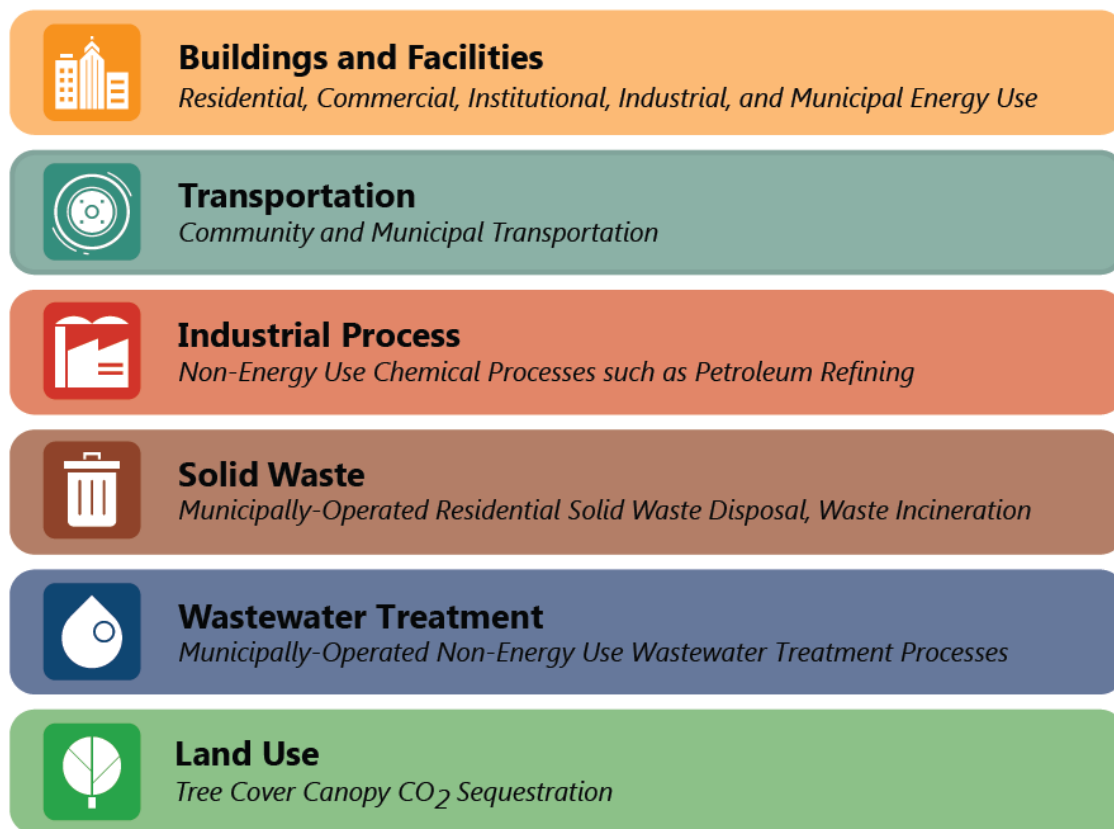 Buildings and Facilities
Residential, Commercial, Institutional, Industrial, and Municipal Energy Use
Transportation
Community and Municipal Transportation
Industrial Process
Non-Energy Use Chemical Processes such as Petroleum Refining
Solid Waste
Municipally-Operated Residential Solid Waste Disposal, Waste Incineration
Wastewater Treatment
Municipally-Operated Non-Energy Use Wastewater Treatment Processes
Land Use
Tree Cover Canopy CO2 Sequestration